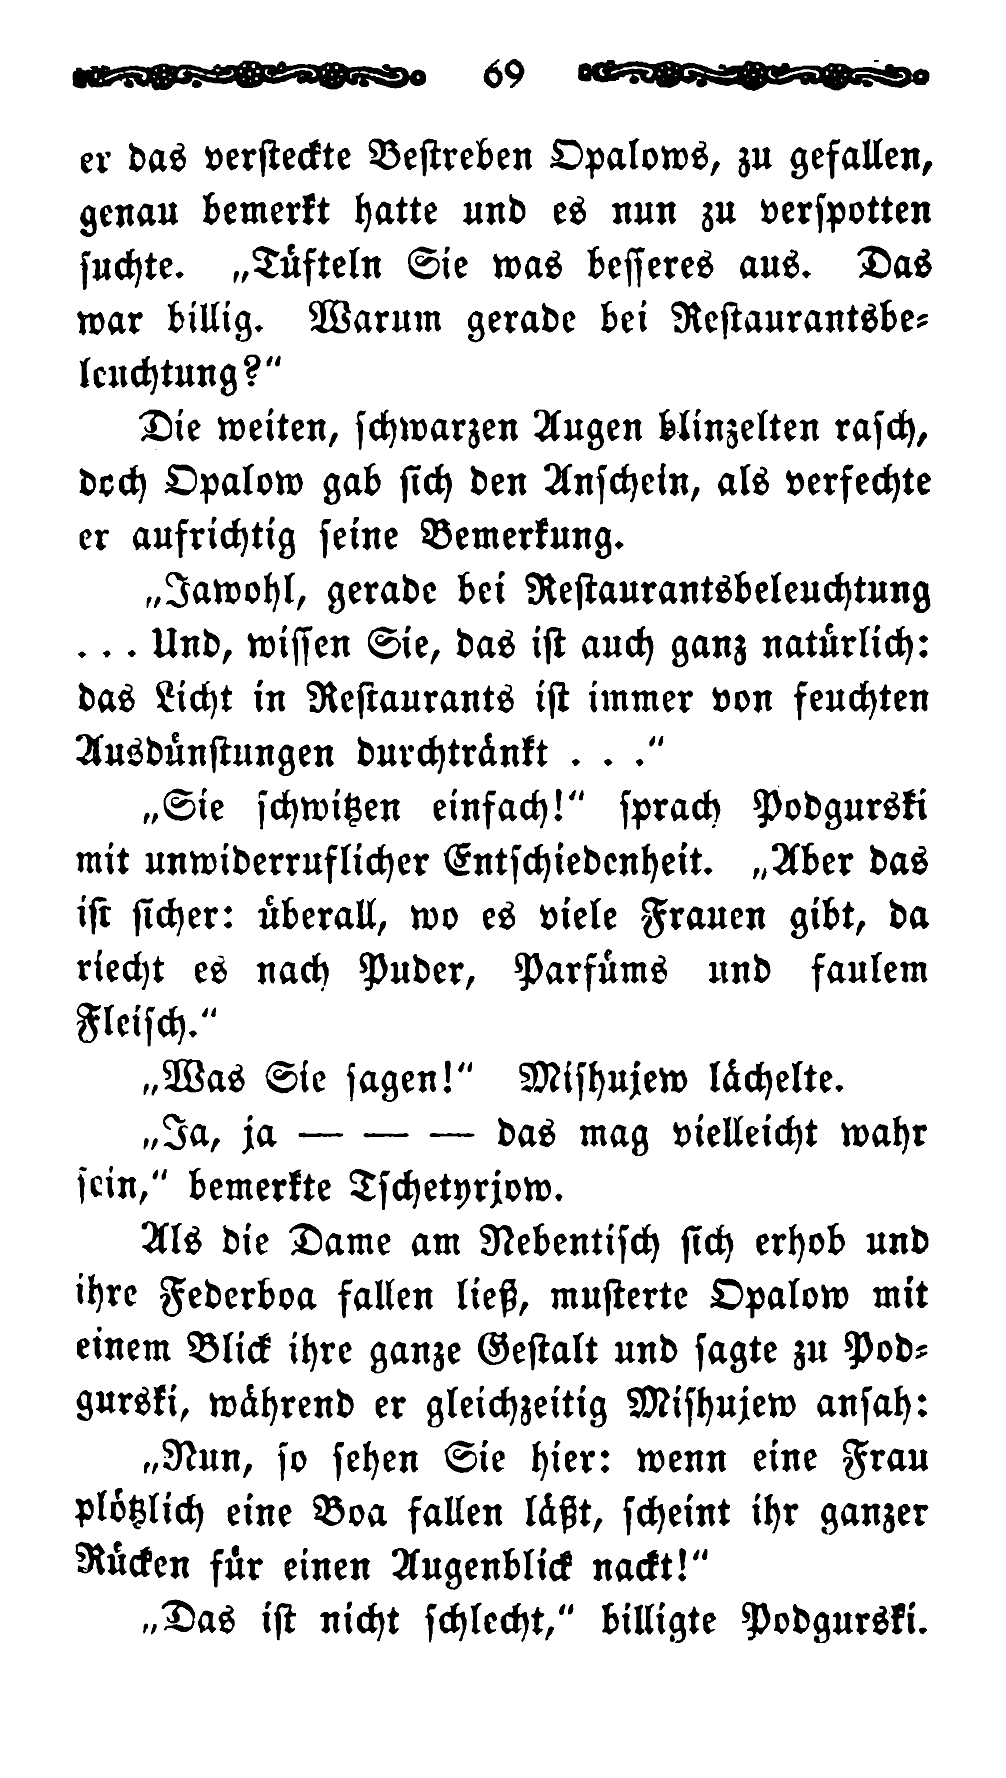 69
er das versteckte Bestreben Opalows, zu gefallen,
genau bemerkt hatte und es nun zu verspotten
suchte. „Tüfteln Sie was besseres aus. Das
war billig. Warum gerade bei Restaurantsbe-
leuchtung?“
Die weiten, schwarzen Augen blinzelten rasch,
doch Opalow gab sich den Anschein, als verfechte
er aufrichtig seine Bemerkung.
„Jawohl, gerade bei Restaurantsbeleuchtung
. . . Und, wissen Sie, das ist auch ganz natürlich:
das Licht in Restaurants ist immer von feuchten
Ausdünstungen durchtränkt . . .“
„Sie schwitzen einfach!“ sprach Podgurski
mit unwiderruflicher Entschiedenheit. „Aber das
ist sicher: überall, wo es viele Frauen gibt, da
riecht es nach Puder, Parfüms und faulem
Fleisch.“
„Was Sie sagen!“ Mishujew lächelte.
„Ja, ja — — — das mag vielleicht wahr
sein,“ bemerkte Tschetyrjow.
Als die Dame am Nebentisch sich erhob und
ihre Federboa fallen ließ, musterte Opalow mit
einem Blick ihre ganze Gestalt und sagte zu Pod-
gurski, während er gleichzeitig Mishujew ansah:
„Nun, so sehen Sie hier: wenn eine Frau
plötzlich eine Boa fallen läßt, scheint ihr ganzer
Rücken für einen Augenblick nackt!“
„Das ist nicht schlecht,“ billigte Podgurski.